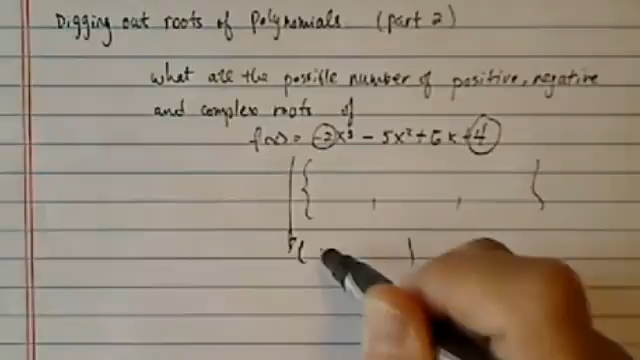 Digging out roots of Polynomials (part 2)
what are the possible number of positive, negative
and complex roots of
f(x) = -2x³ - 5x² + 6x + 4